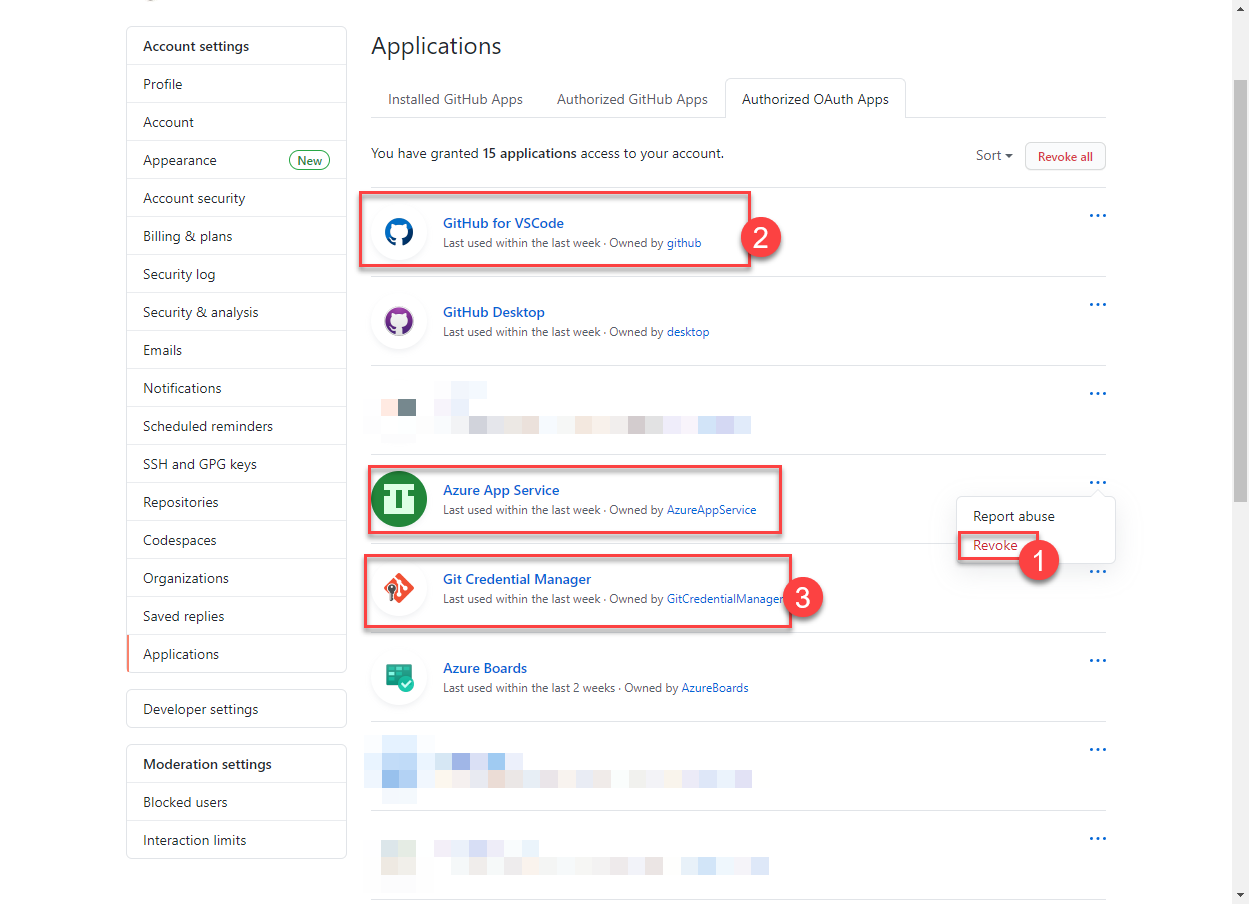 Account settings
Profile
Account
Appearance New
Account security
Billing & plans
Security log
Security & analysis
Emails
Notifications
Scheduled reminders
SSH and GPG keys
Repositories
Codespaces
Organizations
Saved replies
Applications
Developer settings
Moderation settings
Blocked users
Interaction limits
Applications
Installed GitHub Apps Authorized GitHub Apps Authorized OAuth Apps
You have granted 15 applications access to your account. Sort Revoke all
GitHub for VSCode
Last used within the last week · Owned by github
2
GitHub Desktop
Last used within the last week · Owned by desktop
Azure App Service
Last used within the last week · Owned by AzureAppService
Report abuse
Revoke
1
Git Credential Manager
Last used within the last week · Owned by GitCredentialManager
3
Azure Boards
Last used within the last 2 weeks · Owned by AzureBoards